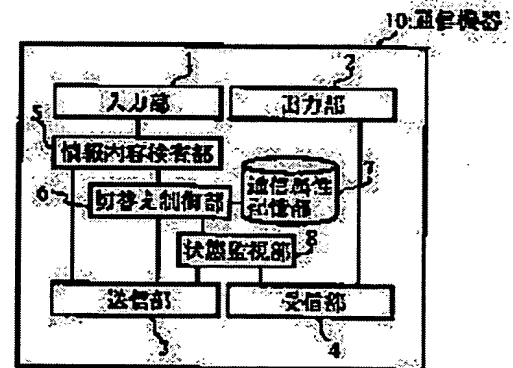 10:通信機器
1
2
入力部
出力部
5
情報内容検査部
6
切替え制御部
通信属性
記憶部
7
状態監視部
8
送信部
受信部
3
4